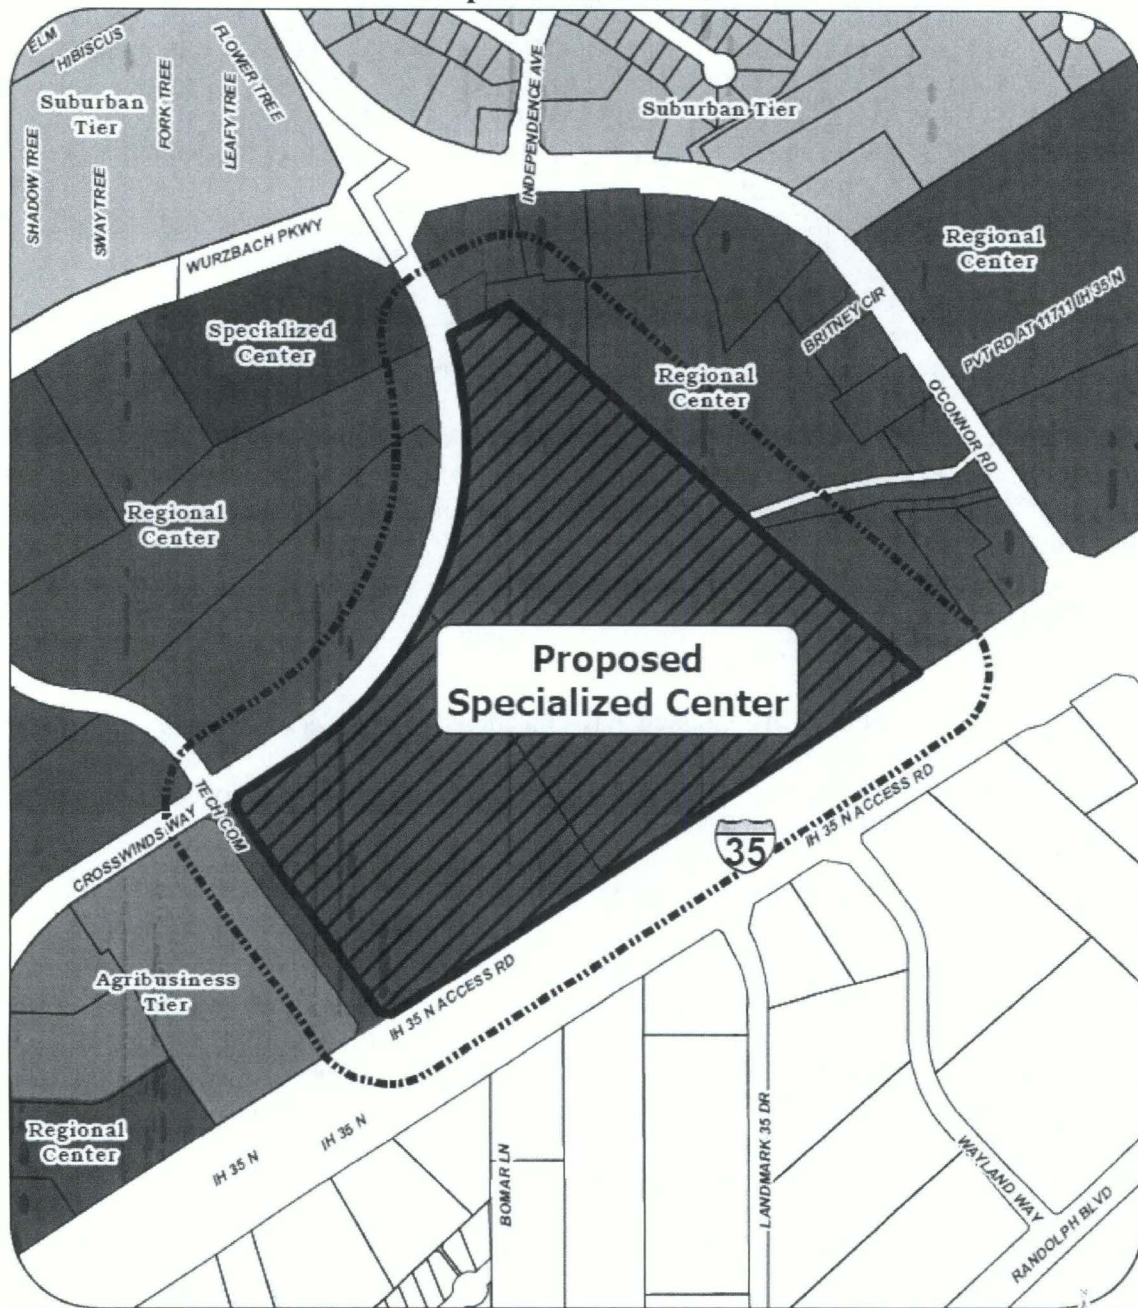 ELM
HIBISCUS
FLOWER TREE
Suburban
Tier
FORK TREE
LEAFY TREE
SHADOW TREE
SWAY TREE
INDEPENDENCE AVE
Suburban Tier
WURZBACH PKWY
Regional
Center
Specialized
Center
BRITNEY CIR
PVT RD AT 11711 IH 35 N
Regional
Center
O'CONNOR RD
Regional
Center
Proposed
Specialized Center
TECH COM
CROSSWINDS WAY
IH 35 N ACCESS RD
35
Agribusiness
Tier
IH 35 N ACCESS RD
Regional
Center
IH 35 N
IH 35 N
BOMAR LN
LANDMARK 35 DR
WAYLAND WAY
RANDOLPH BLVD